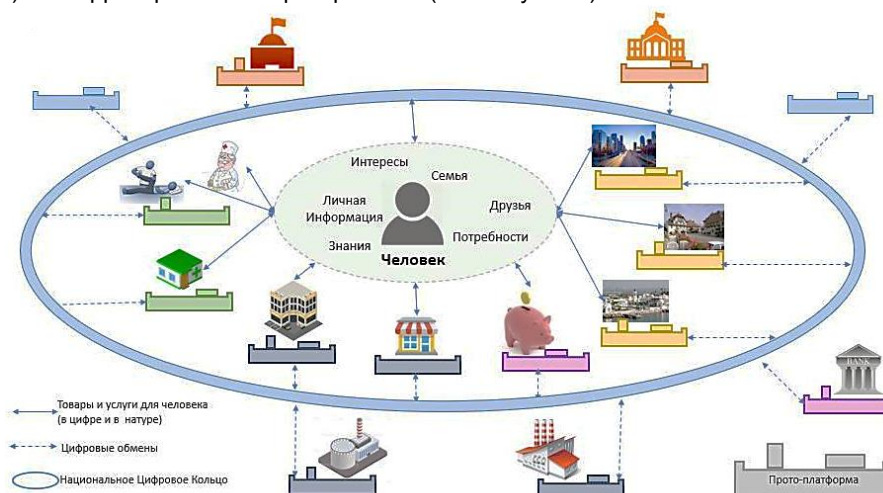 Интересы
Семья
Личная
Информация
Друзья
Знания
Потребности
Человек
BANK
Товары и услуги для человека
(в цифре и в натуре)
Цифровые обмены
Национальное Цифровое Кольцо
Прото-платформа